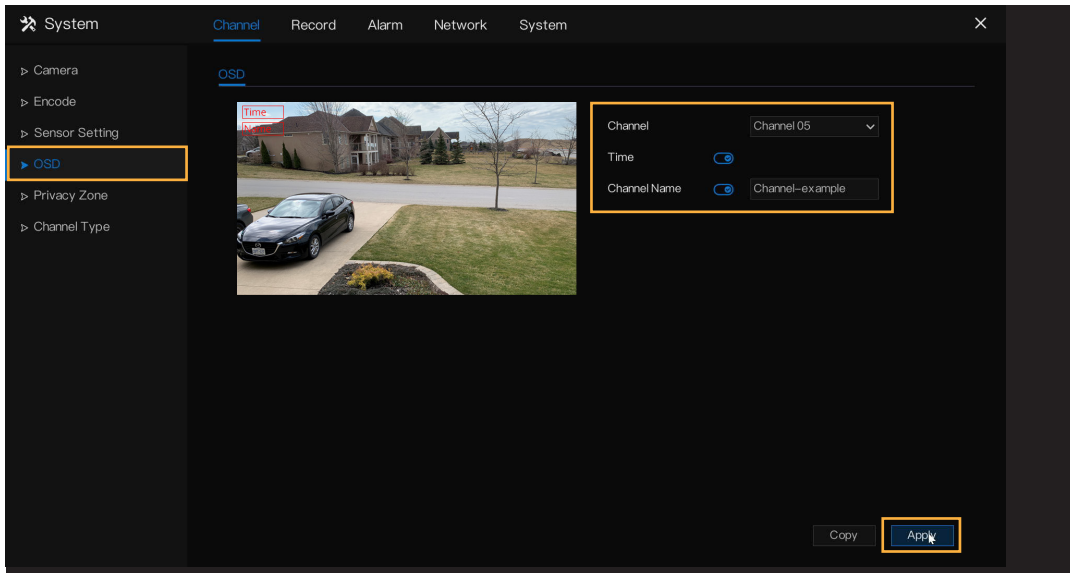 System
Channel Record Alarm Network System
Camera
Encode
Sensor Setting
OSD
Privacy Zone
Channel Type
OSD
Time
Name
Channel Channel 05
Time
Channel Name Channel-example
Copy Apply